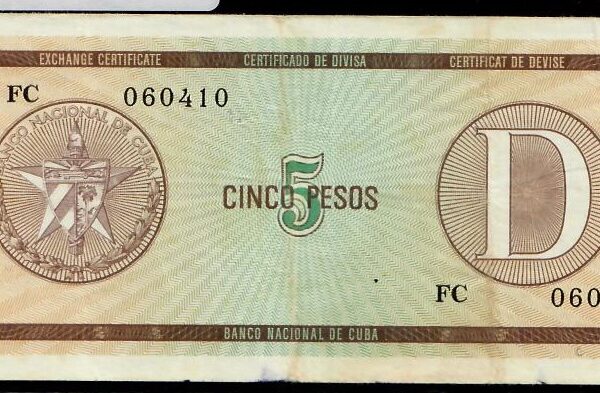 EXCHANGE CERTIFICATE CERTIFICADO DE DIVISA CERTIFICAT DE DEVISE
FC 060410
BANCO NACIONAL DE CUBA
5
CINCO PESOS
D
FC 060
BANCO NACIONAL DE CUBA